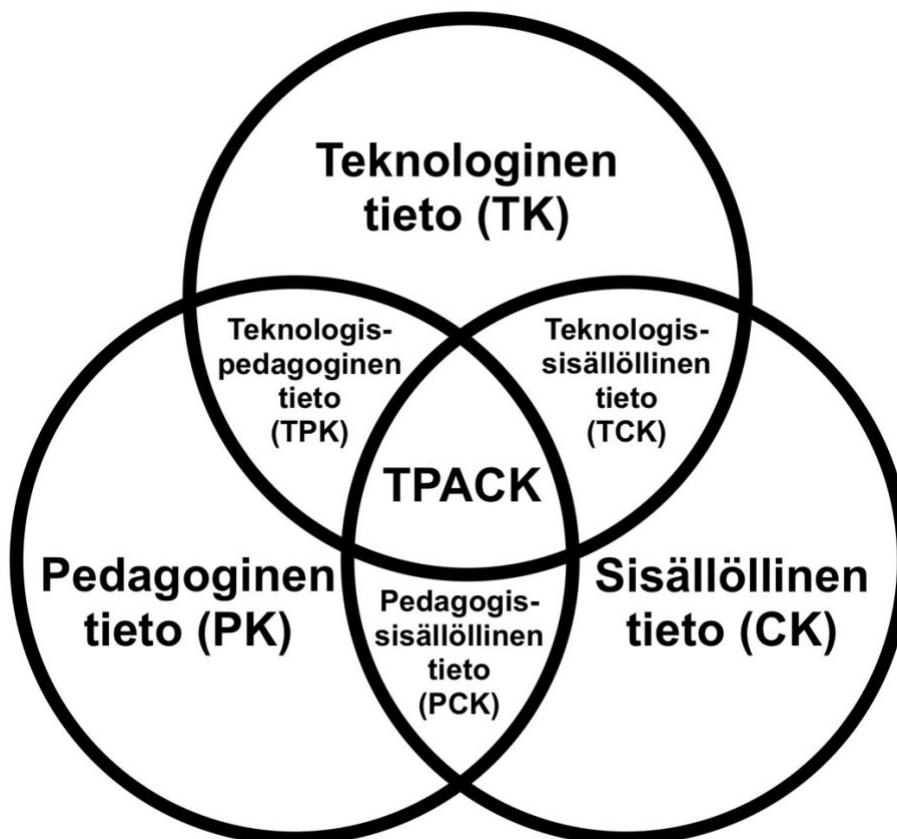 Teknologinen
tieto (TK)
Teknologis-
pedagoginen
tieto
(TPK)
Teknologis-
sisällöllinen
tieto
(TCK)
TPACK
Pedagoginen
tieto (PK)
Pedagogis-
sisällöllinen
tieto
(PCK)
Sisällöllinen
tieto (CK)